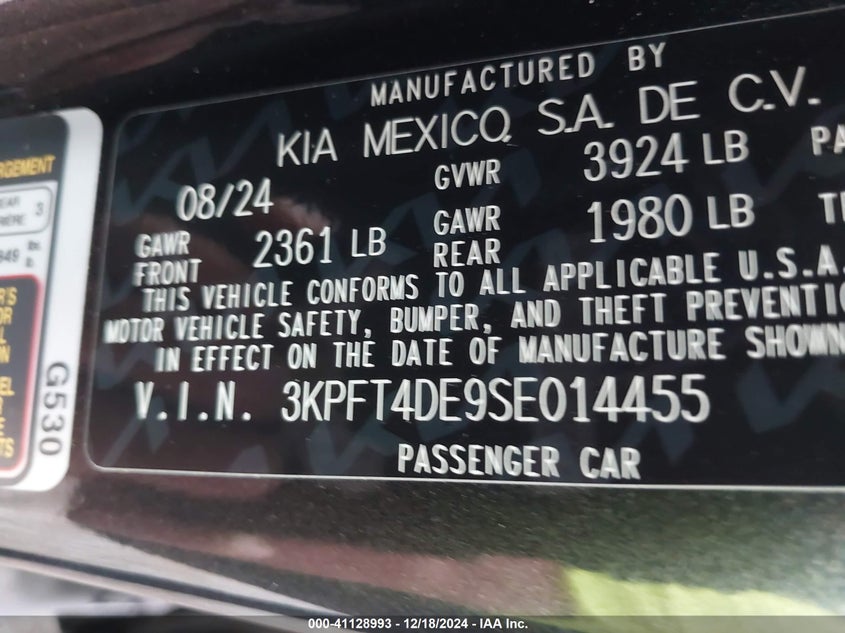 MANUFACTURED BY
KIA MEXICO, S.A. DE C.V.
08/24 GVWR 3924 LB
GAWR FRONT 2361 LB GAWR REAR 1980 LB
THIS VEHICLE CONFORMS TO ALL APPLICABLE U.S.A.
MOTOR VEHICLE SAFETY, BUMPER, AND THEFT
IN EFFECT ON THE DATE OF MANUFACTURE SHOWN
V.I.N. 3KPFT4DE9SE014455
PASSENGER CAR
G530
000-41128993 / 12/18/2024 - IAA Inc.